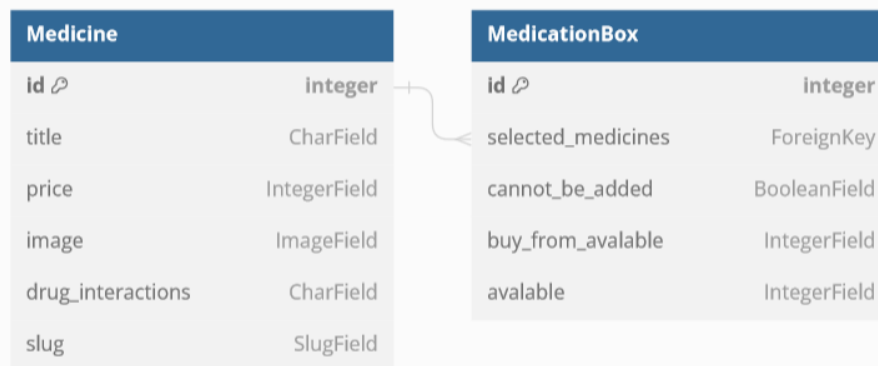 Medicine
id integer
title CharField
price IntegerField
image ImageField
drug_interactions CharField
slug SlugField
MedicationBox
id integer
selected_medicines ForeignKey
cannot_be_added BooleanField
buy_from_avalable IntegerField
avalable IntegerField